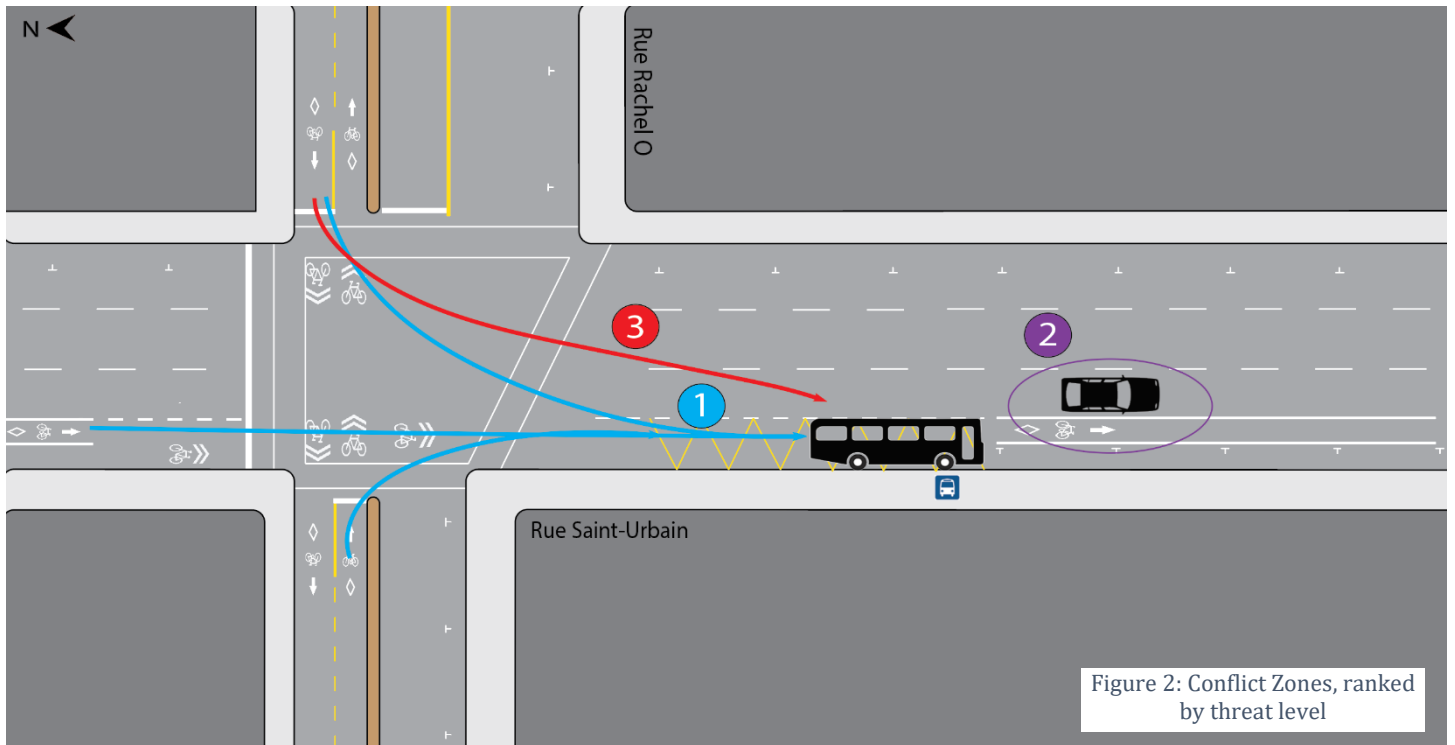 N
Rue Rachel O
3
2
1
Rue Saint-Urbain
Figure 2: Conflict Zones, ranked
by threat level